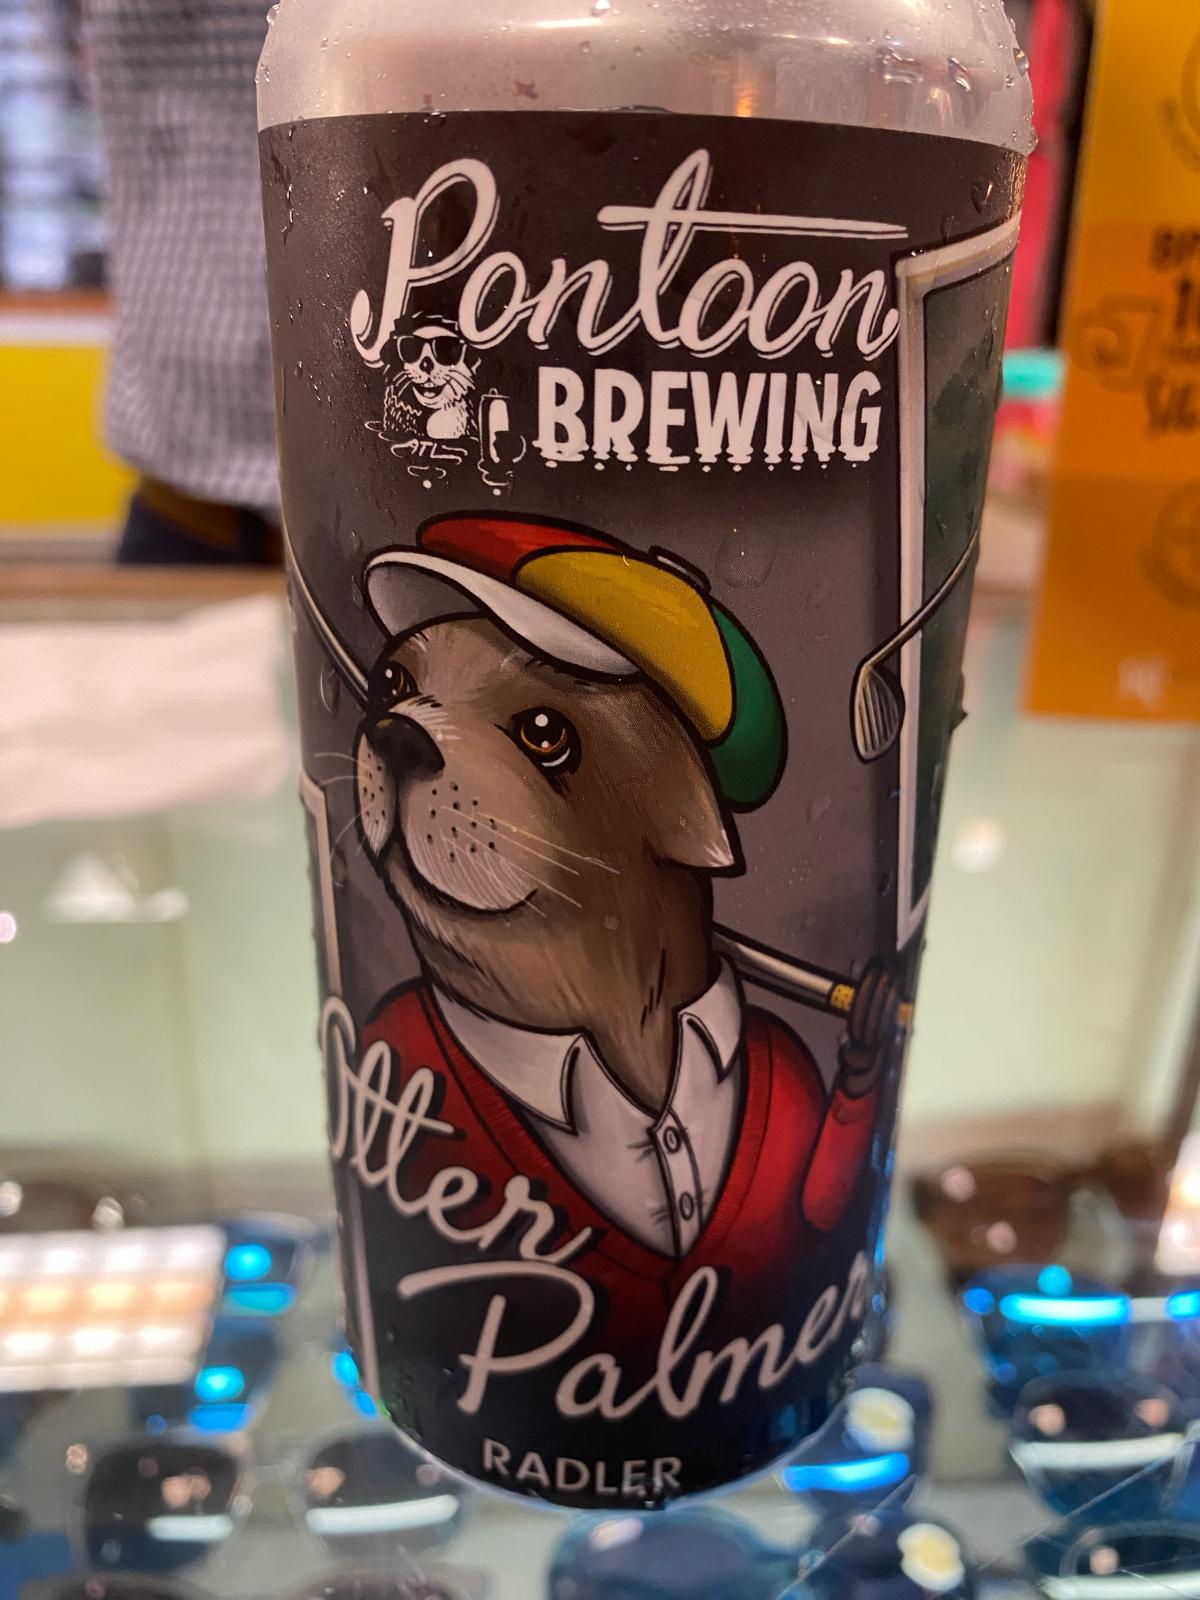 Pontoon
BREWING
ATL
Otter
Palmer
RADLER